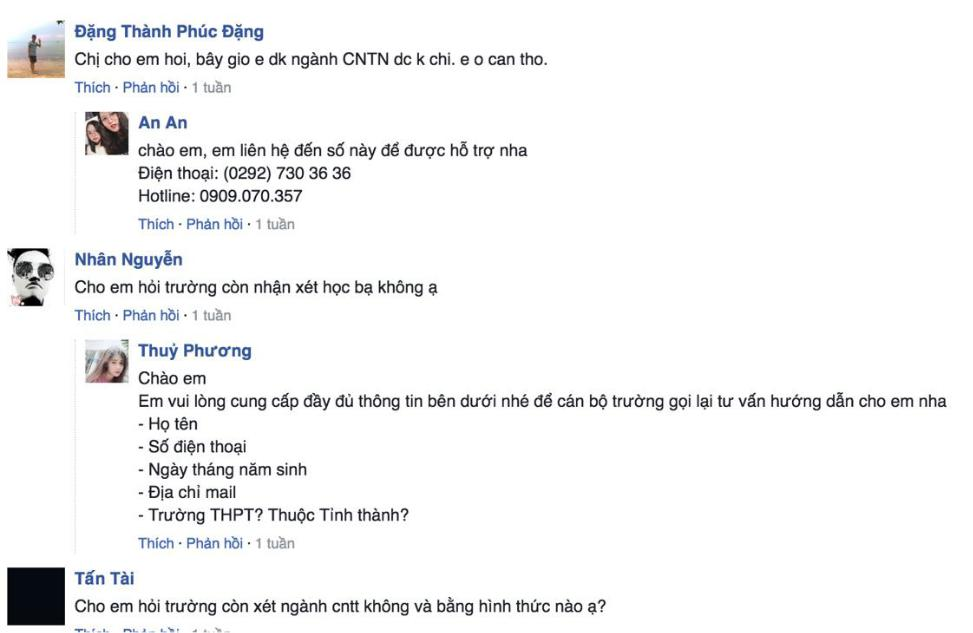 Đặng Thành Phúc Đặng
Chị cho em hoi, bây gio e dk ngành CNTN dc k chi. e o can tho.
Thích · Phản hồi · 1 tuần
An An
chào em, em liên hệ đến số này để được hỗ trợ nha
Điện thoại: (0292) 730 36 36
Hotline: 0909.070.357
Thích · Phản hồi · 1 tuần
Nhân Nguyễn
Cho em hỏi trường còn nhận xét học bạ không ạ
Thích · Phản hồi · 1 tuần
Thuỷ Phương
Chào em
Em vui lòng cung cấp đầy đủ thông tin bên dưới nhé để cán bộ trường gọi lại tư vấn hướng dẫn cho em nha
- Họ tên
- Số điện thoại
- Ngày tháng năm sinh
- Địa chỉ mail
- Trường THPT? Thuộc Tỉnh thành?
Thích · Phản hồi · 1 tuần
Tấn Tài
Cho em hỏi trường còn xét ngành cntt không và bằng hình thức nào ạ?
Thích · Phản hồi · 1 tuần